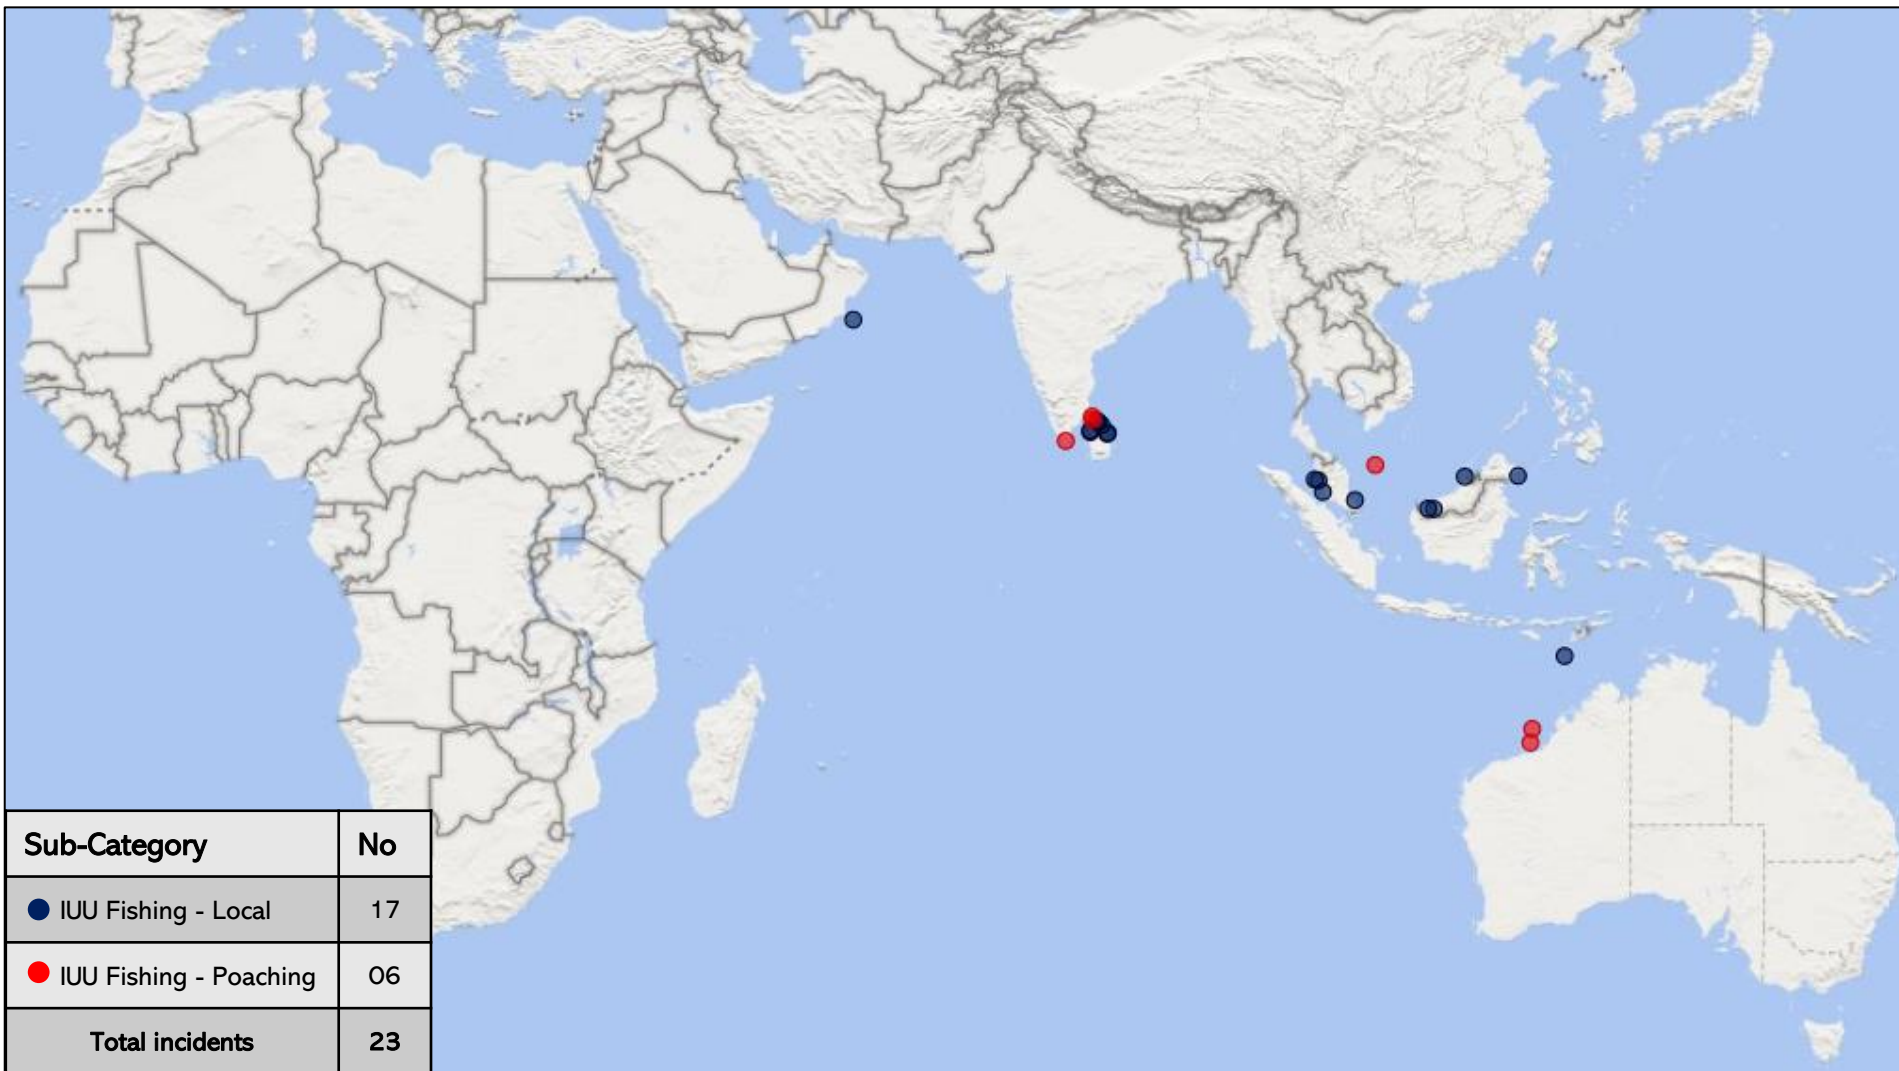 Sub-Category No
IUU Fishing - Local 17
IUU Fishing - Poaching 06
Total incidents 23